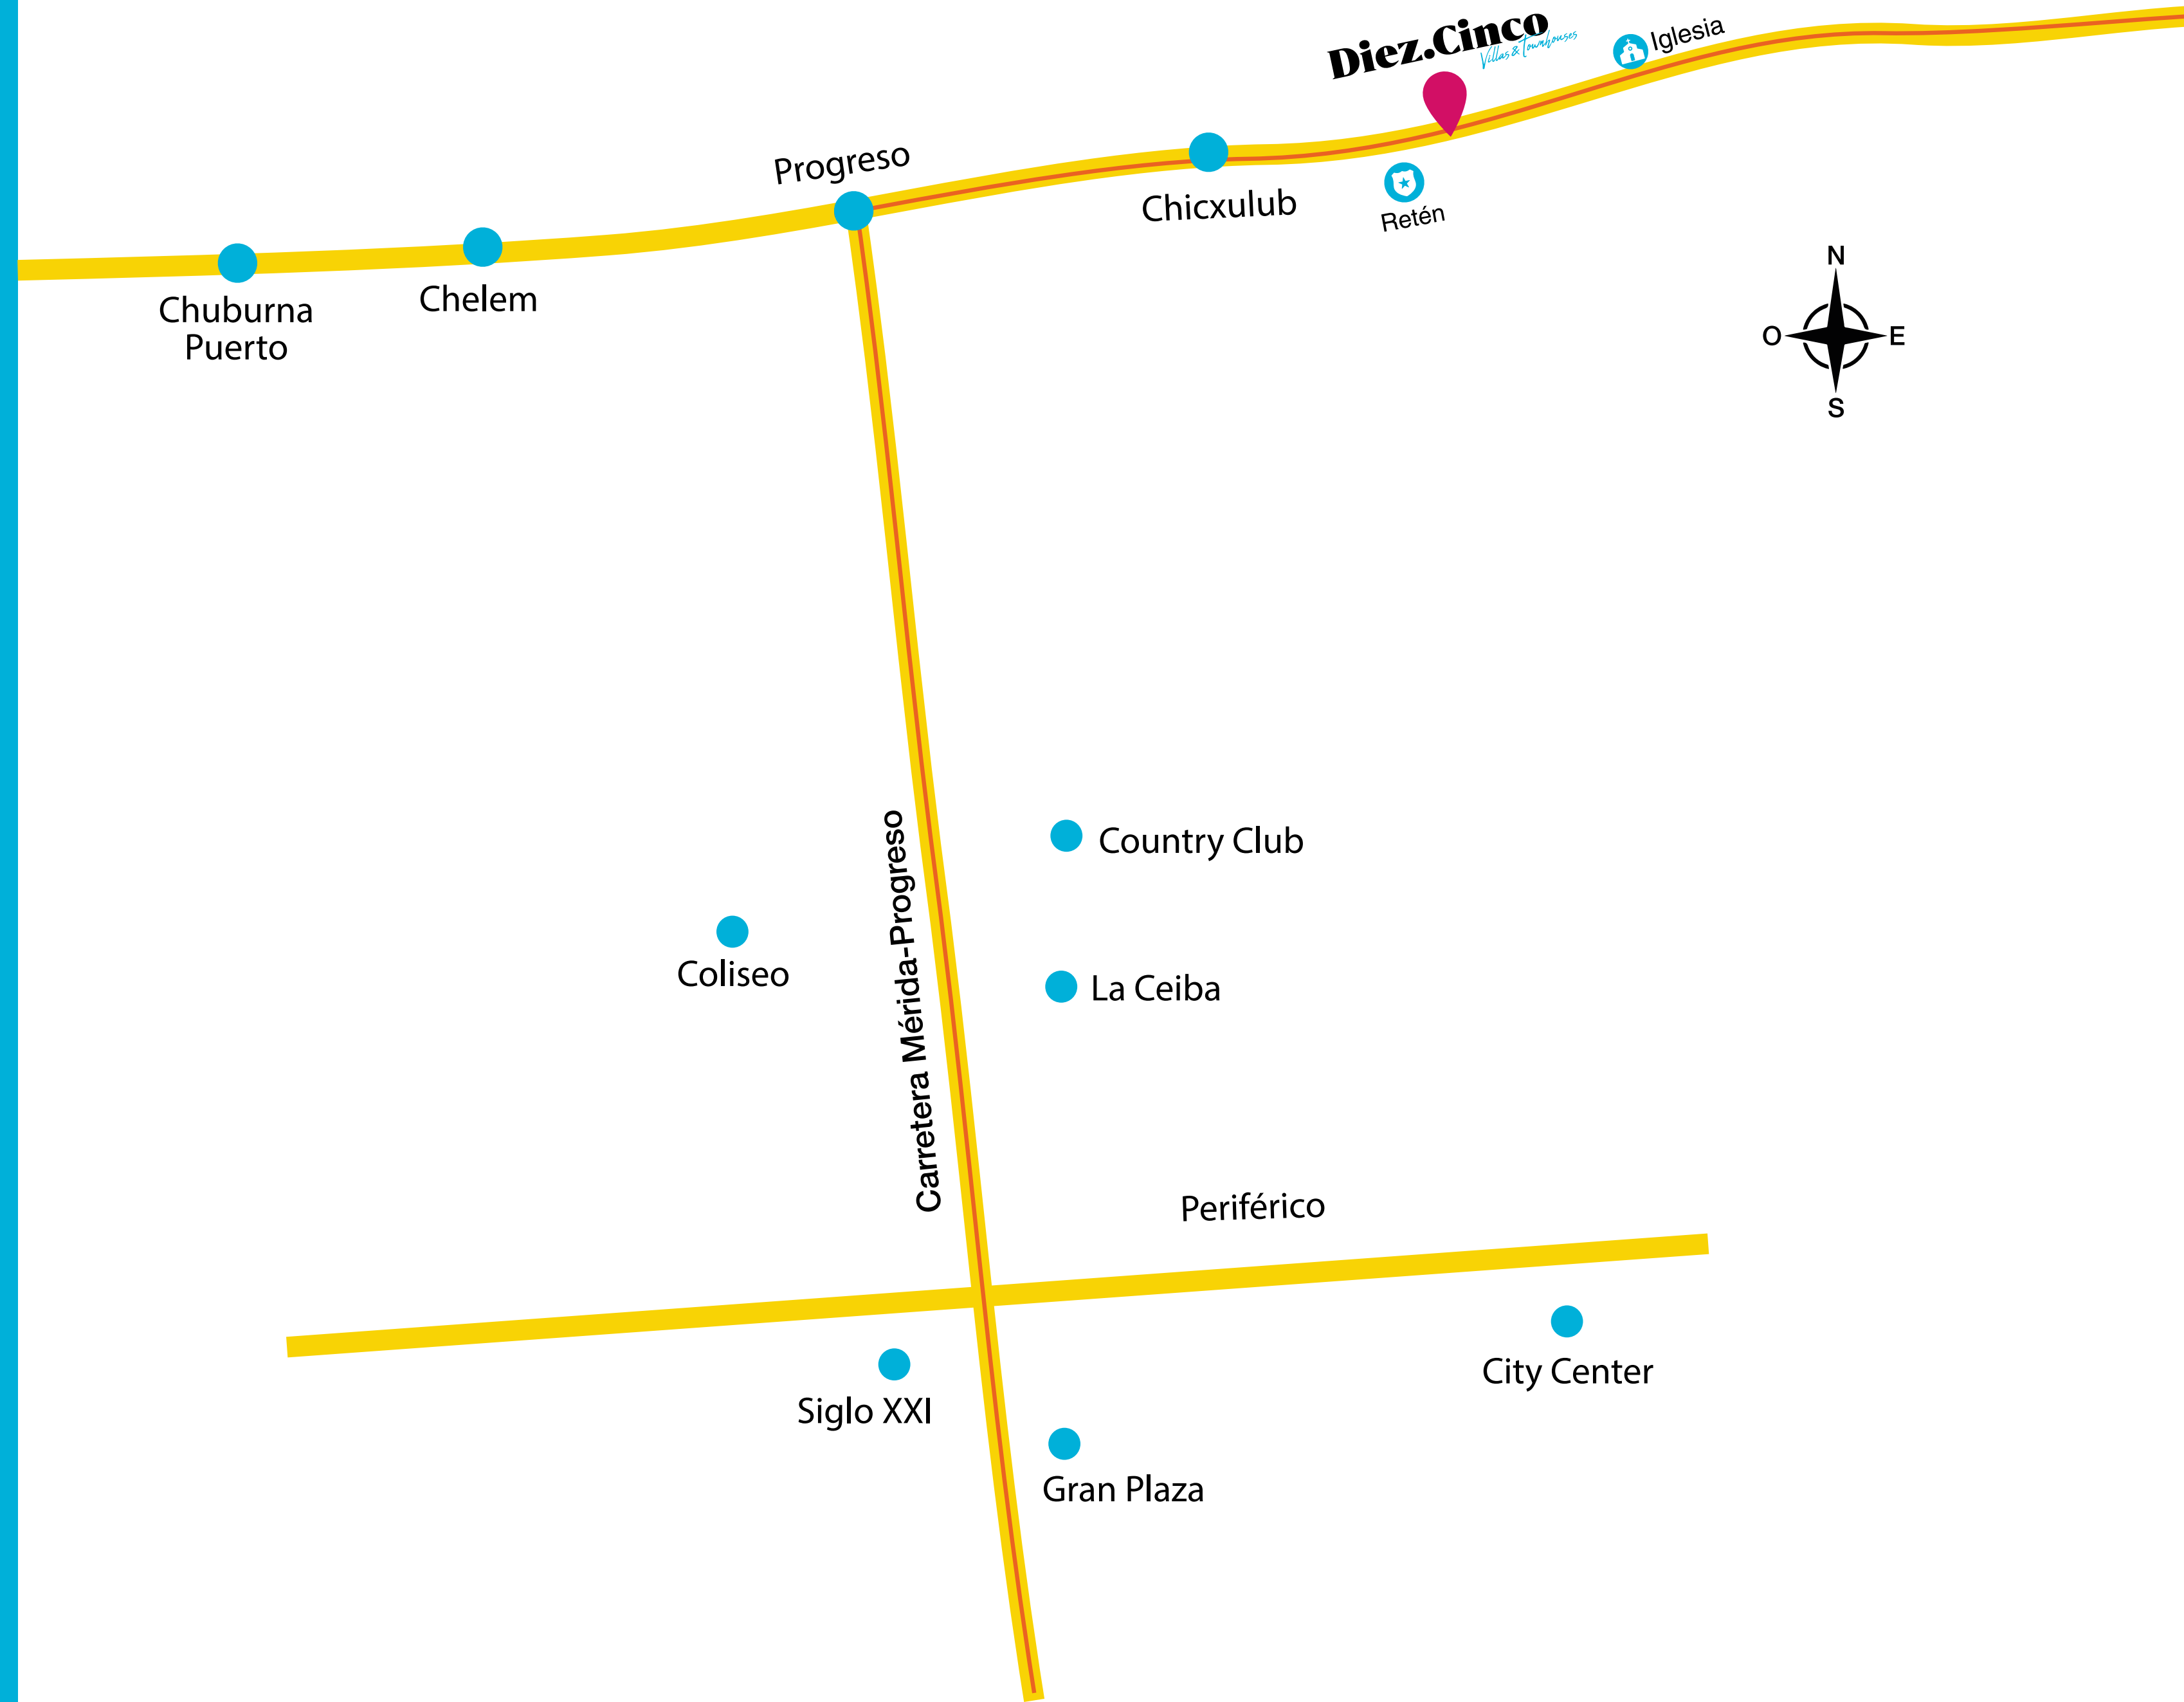 Diez.Cinco
Villas & Townhouses
Iglesia
Progreso
Chicxulub
Retén
Chuburna
Puerto
Chelem
N
O
E
S
Carretera Mérida-Progreso
Country Club
Coliseo
La Ceiba
Periférico
City Center
Siglo XXI
Gran Plaza